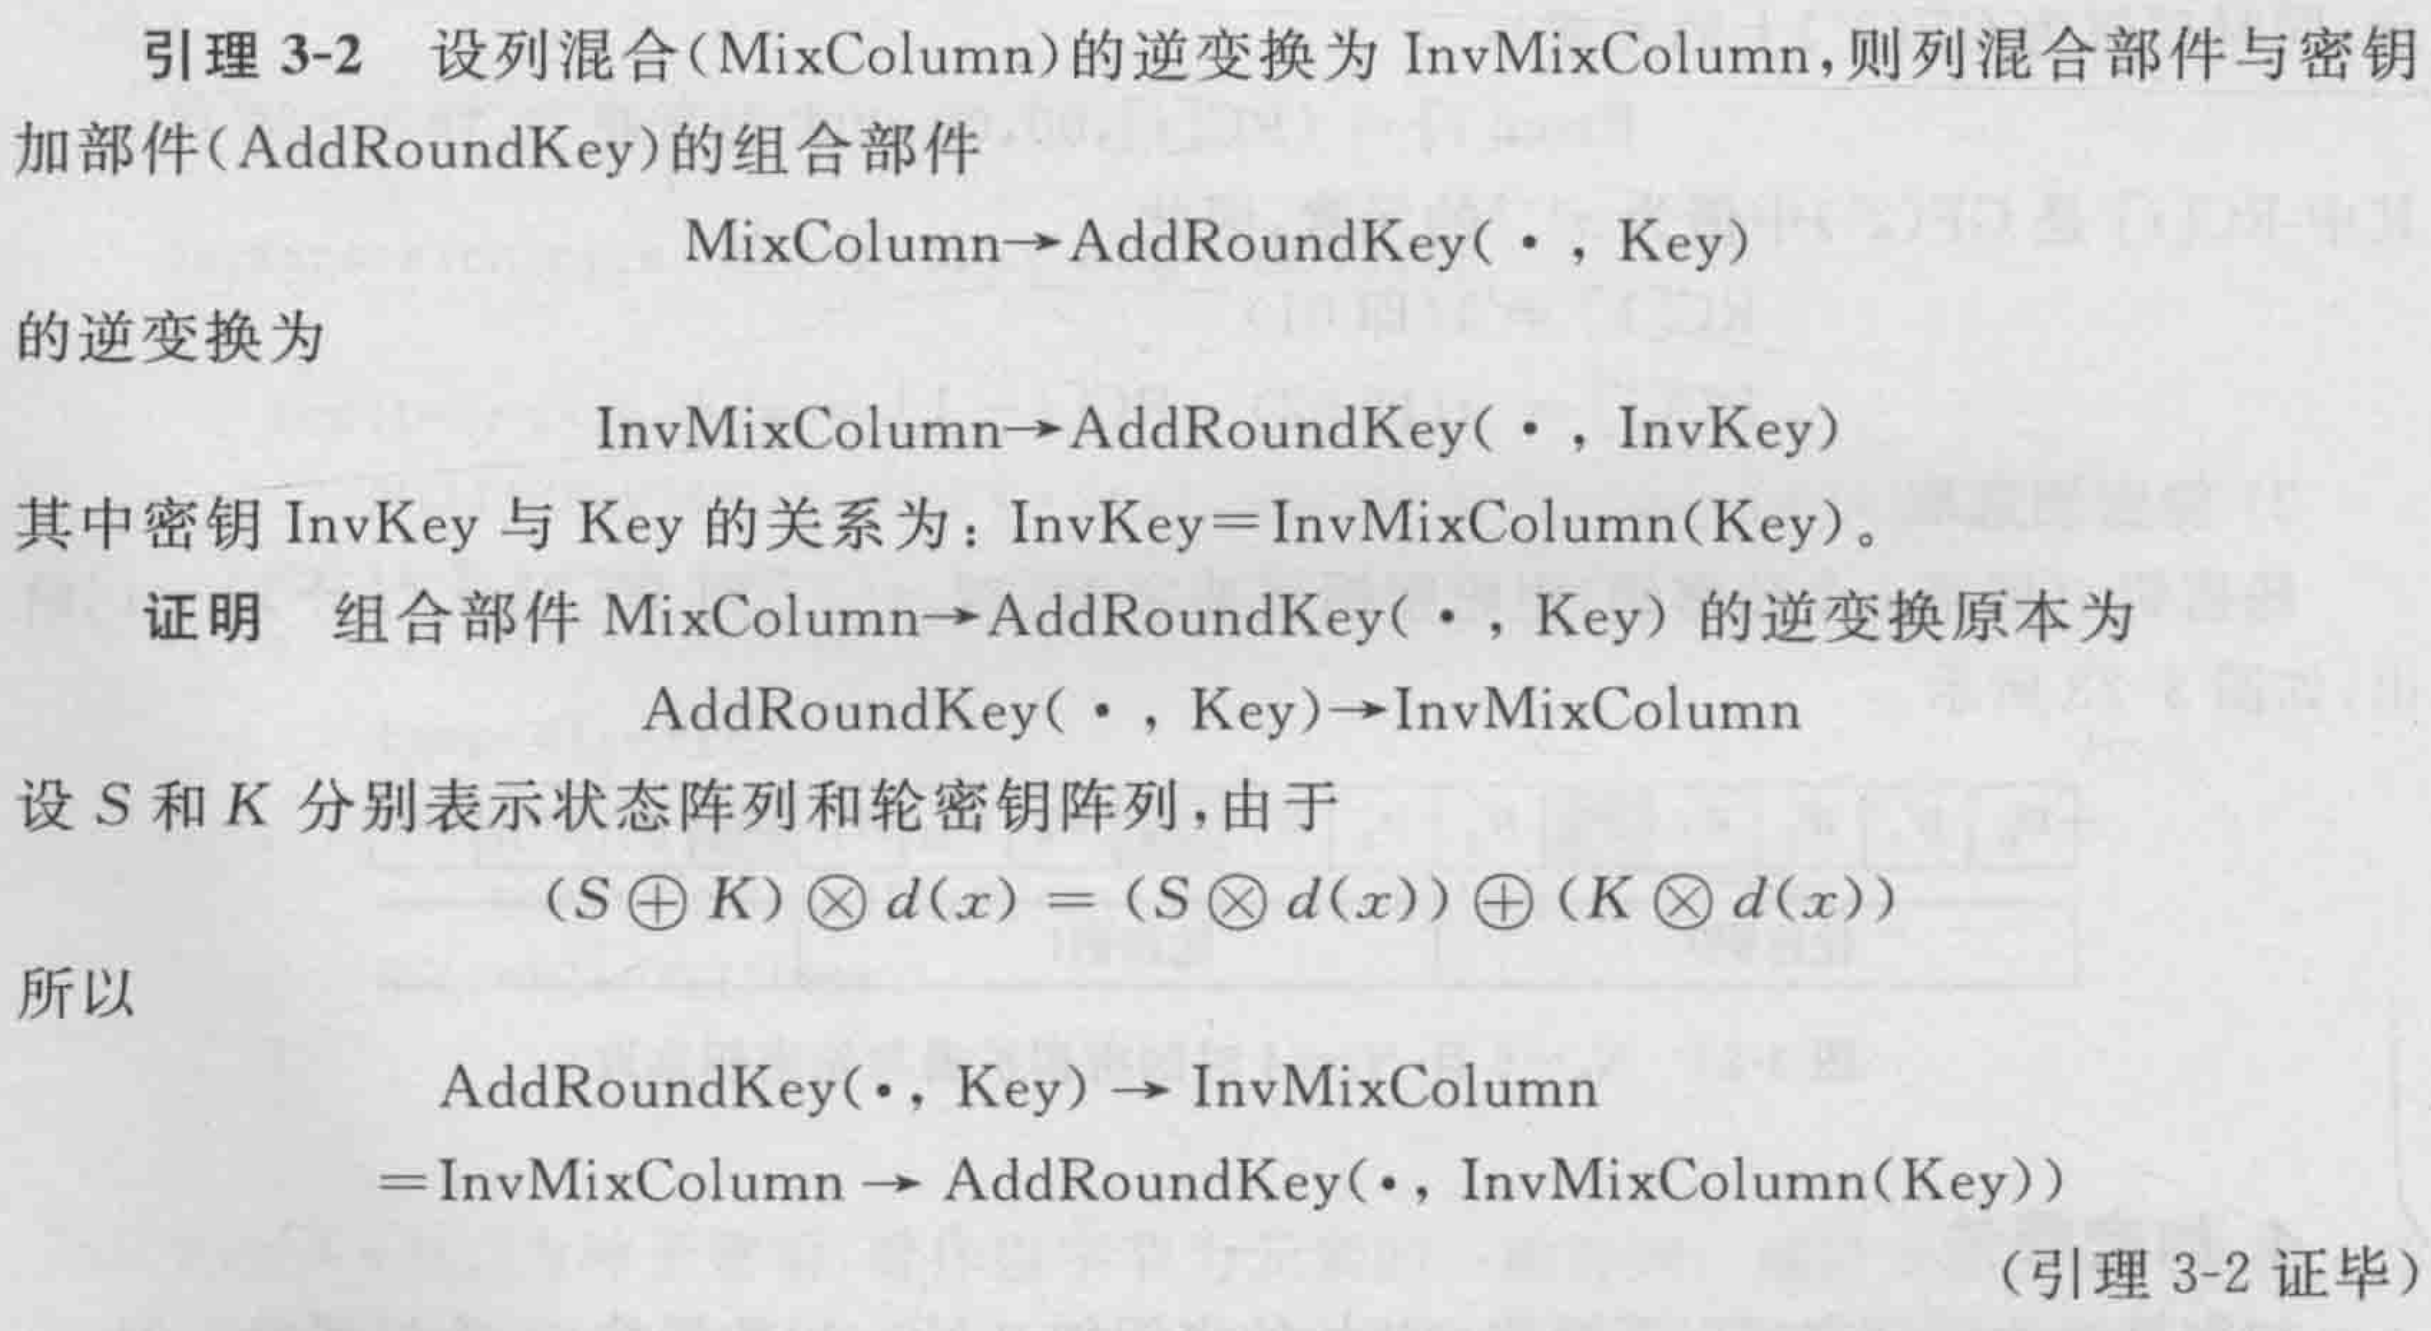 引理 3-2 设列混合(MixColumn)的逆变换为 InvMixColumn,则列混合部件与密钥
加部件(AddRoundKey)的组合部件
MixColumn→AddRoundKey( • , Key)
的逆变换为
InvMixColumn→AddRoundKey( • , InvKey)
其中密钥 InvKey 与 Key 的关系为：InvKey=InvMixColumn(Key)。
证明 组合部件 MixColumn→AddRoundKey( • , Key) 的逆变换原本为
AddRoundKey( • , Key)→InvMixColumn
设 S 和 K 分别表示状态阵列和轮密钥阵列,由于
(S ⊕ K) ⊗ d(x) = (S ⊗ d(x)) ⊕ (K ⊗ d(x))
所以
AddRoundKey(•, Key) → InvMixColumn
=InvMixColumn → AddRoundKey(•, InvMixColumn(Key))
(引理 3-2 证毕)